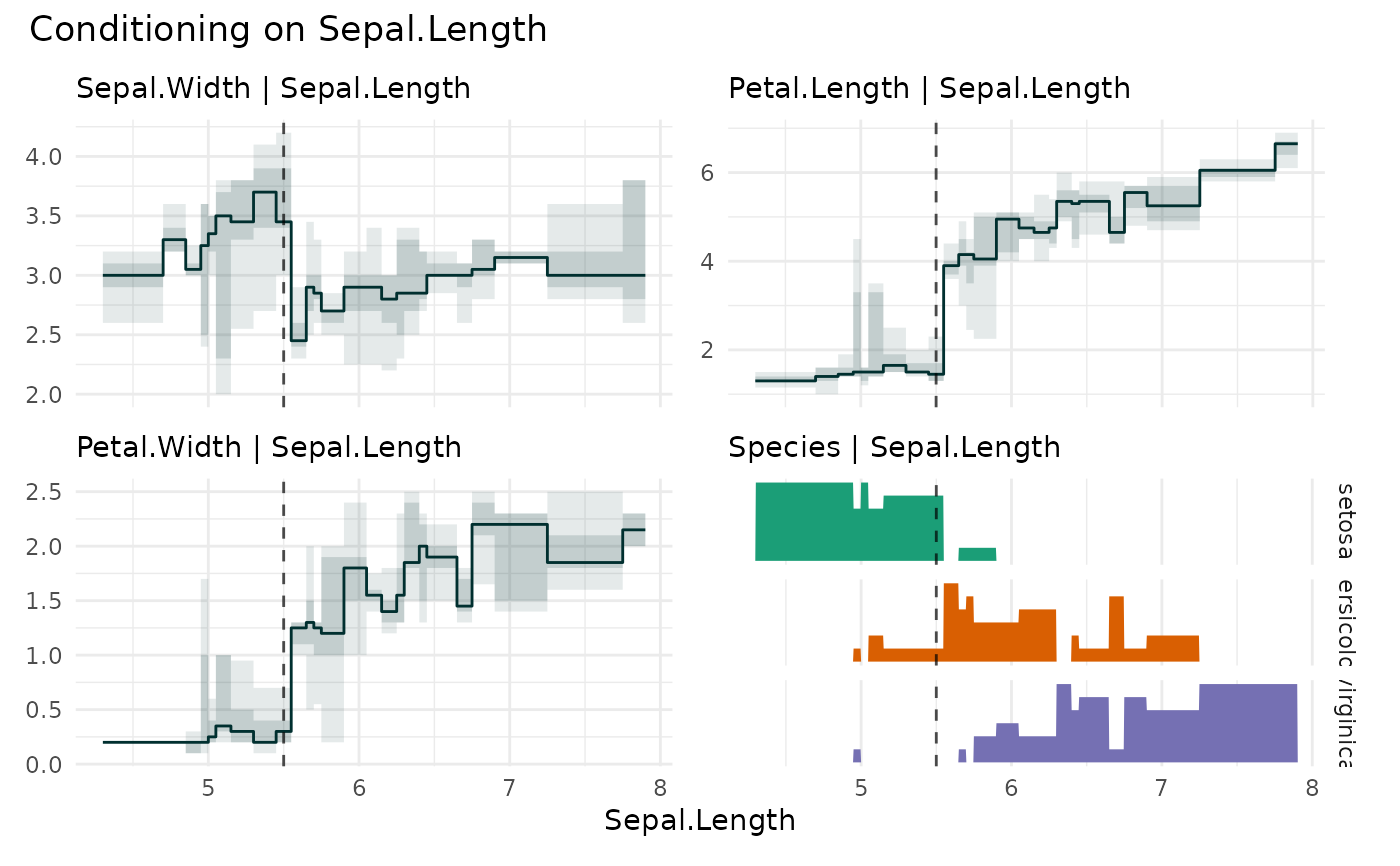 Conditioning on Sepal.Length
Sepal.Width | Sepal.Length
Petal.Length | Sepal.Length
4.0
3.5
3.0
2.5
2.0
6
4
2
Petal.Width | Sepal.Length
Species | Sepal.Length
2.5
2.0
1.5
1.0
0.5
0.0
setosa
ersicolc
virginica
5 6 7 8
5 6 7 8
Sepal.Length